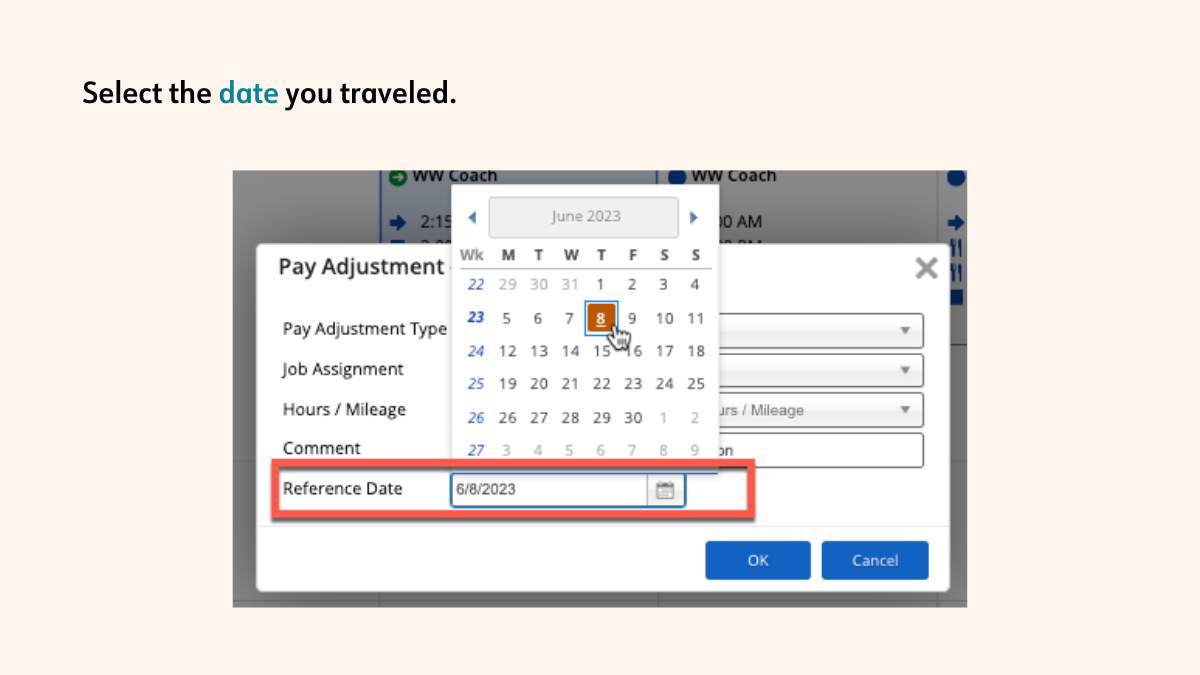 Select the date you traveled.
WW Coach
WW Coach
2:15
00 AM
June 2023
Wk M T W T F S S
22 29 30 31 1 2 3 4
23 5 6 7 8 9 10 11
24 12 13 14 15 16 17 18
25 19 20 21 22 23 24 25
26 26 27 28 29 30 1 2
27 3 4 5 6 7 8 9
Pay Adjustment
Pay Adjustment Type
Job Assignment
Hours / Mileage
urs / Mileage
Comment
on
Reference Date
6/8/2023
OK
Cancel